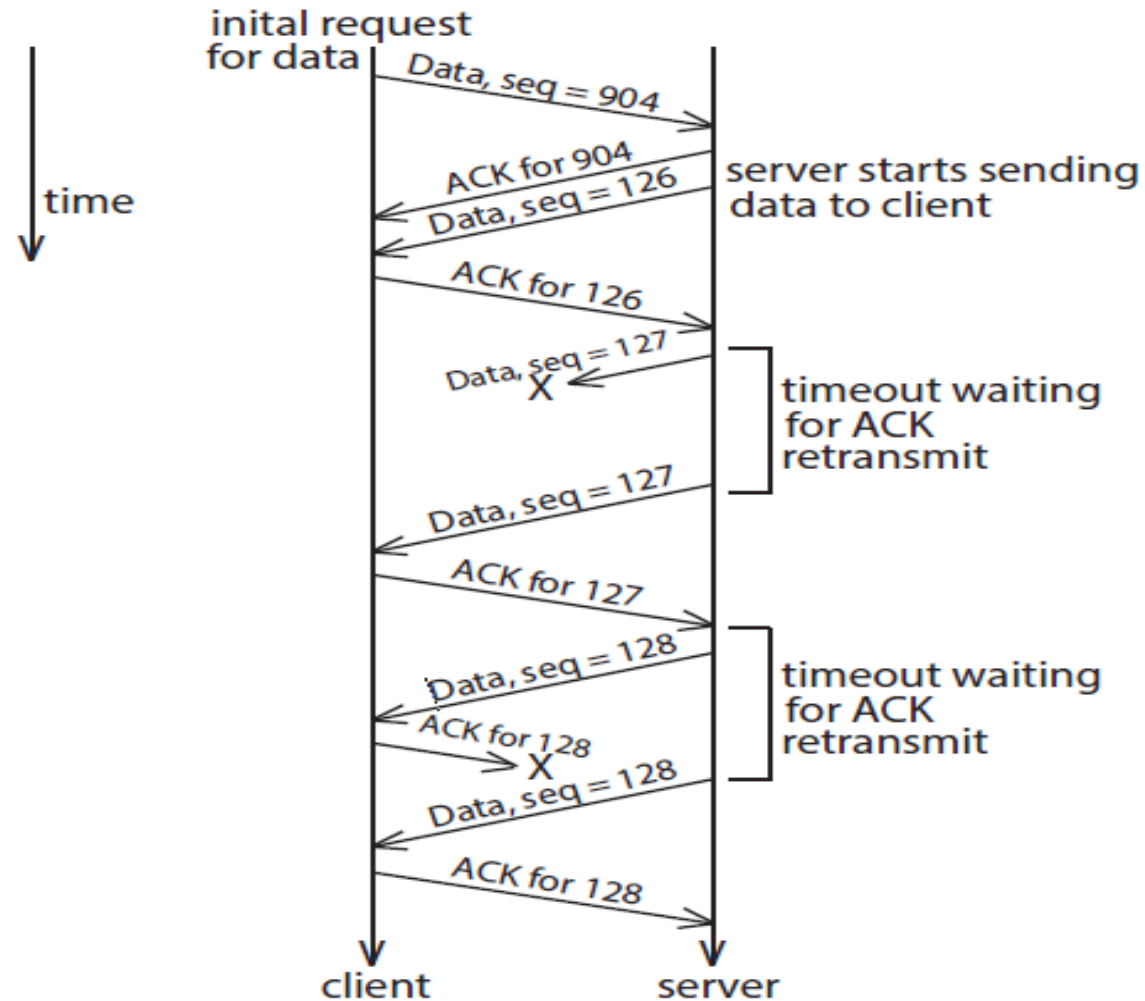 inital request
for data
Data, seq = 904
ACK for 904
Data, seq = 126
server starts sending
data to client
time
ACK for 126
Data, seq = 127
X
timeout waiting
for ACK
retransmit
Data, seq = 127
ACK for 127
Data, seq = 128
timeout waiting
for ACK
retransmit
ACK for 128
X
Data, seq = 128
ACK for 128
client
server